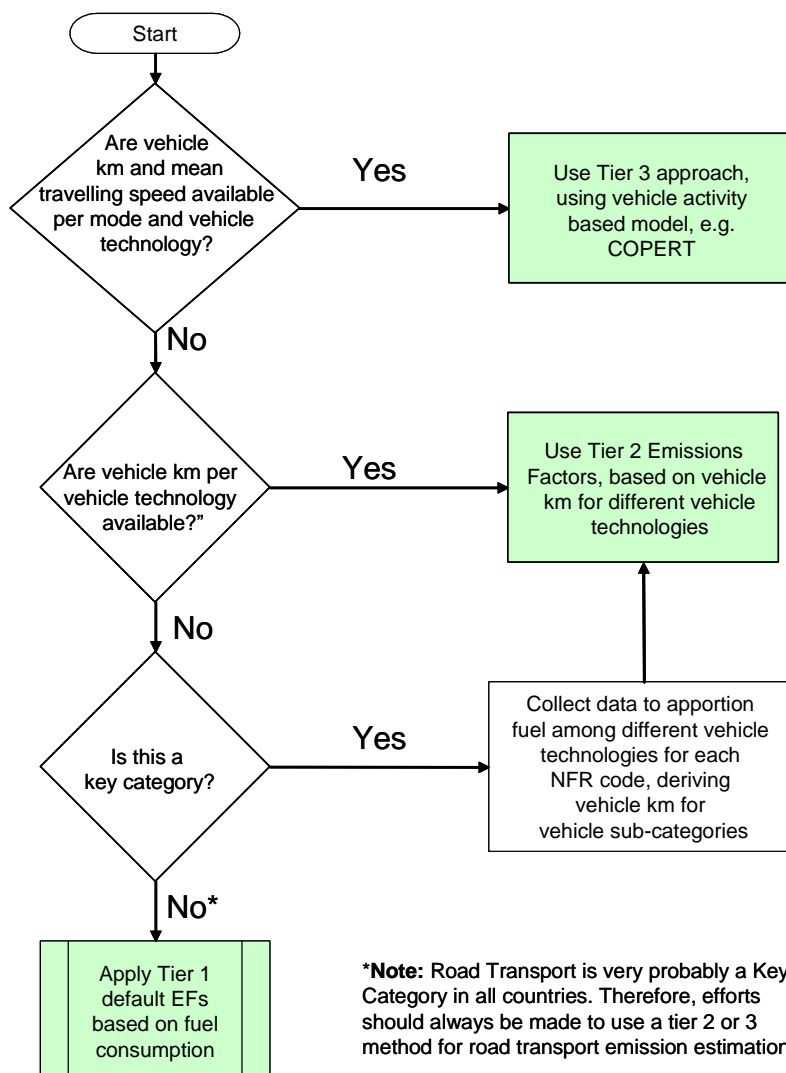 Start
Are vehicle
km and mean
travelling speed available
per mode and vehicle
technology?
Yes
Use Tier 3 approach,
using vehicle activity
based model, e.g.
COPERT
No
Are vehicle km per
vehicle technology
available?”
Yes
Use Tier 2 Emissions
Factors, based on vehicle
km for different vehicle
technologies
No
Is this a
key category?
Yes
Collect data to apportion
fuel among different vehicle
technologies for each
NFR code, deriving
vehicle km for
vehicle sub-categories
No*
Apply Tier 1
default EFs
based on fuel
consumption
*Note: Road Transport is very probably a Key
Category in all countries. Therefore, efforts
should always be made to use a tier 2 or 3
method for road transport emission estimation